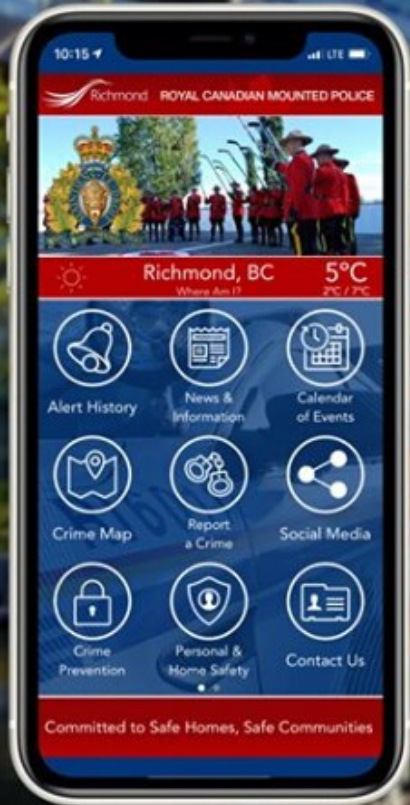 10:15
LTE
Richmond ROYAL CANADIAN MOUNTED POLICE
Richmond, BC
5°C
Where Am I?
2°C / 7°C
Alert History
News &
Information
Calendar
of Events
Crime Map
Report
a Crime
Social Media
Crime
Prevention
Personal &
Home Safety
Contact Us
Committed to Safe Homes, Safe Communities